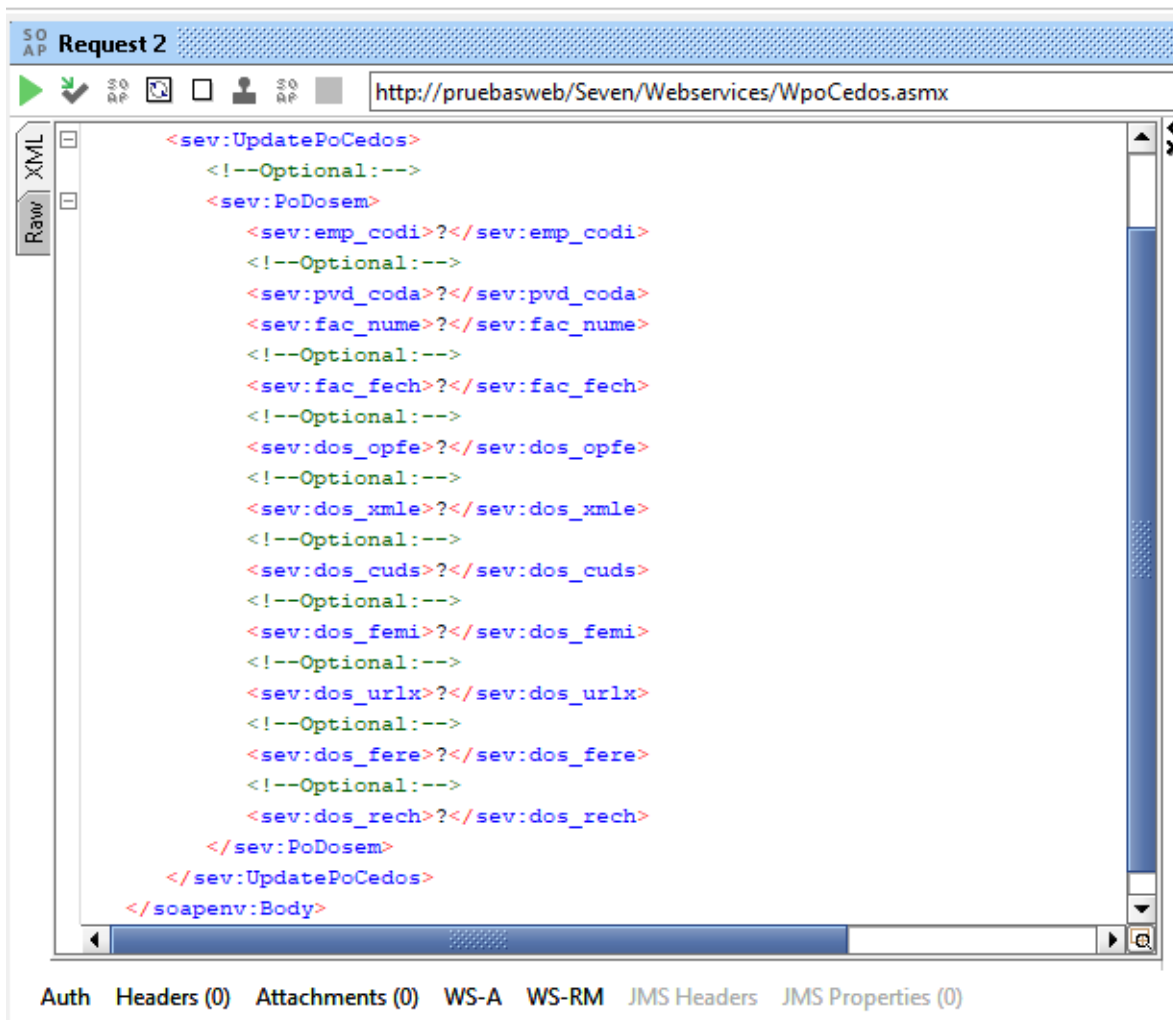 SOAP Request 2
http://pruebasweb/Seven/Webservices/WpoCedos.asmx
XML
Raw
<sev:UpdatePoCedos>
<!--Optional:-->
<sev:PoDosem>
<sev:emp_codi>?</sev:emp_codi>
<!--Optional:-->
<sev:pvd_coda>?</sev:pvd_coda>
<sev:fac_nume>?</sev:fac_nume>
<!--Optional:-->
<sev:fac_fech>?</sev:fac_fech>
<!--Optional:-->
<sev:dos_opfe>?</sev:dos_opfe>
<!--Optional:-->
<sev:dos_xmle>?</sev:dos_xmle>
<!--Optional:-->
<sev:dos_cuds>?</sev:dos_cuds>
<!--Optional:-->
<sev:dos_femi>?</sev:dos_femi>
<!--Optional:-->
<sev:dos_urlx>?</sev:dos_urlx>
<!--Optional:-->
<sev:dos_fere>?</sev:dos_fere>
<!--Optional:-->
<sev:dos_rech>?</sev:dos_rech>
</sev:PoDosem>
</sev:UpdatePoCedos>
</soapenv:Body>
Auth Headers (0) Attachments (0) WS-A WS-RM JMS Headers JMS Properties (0)